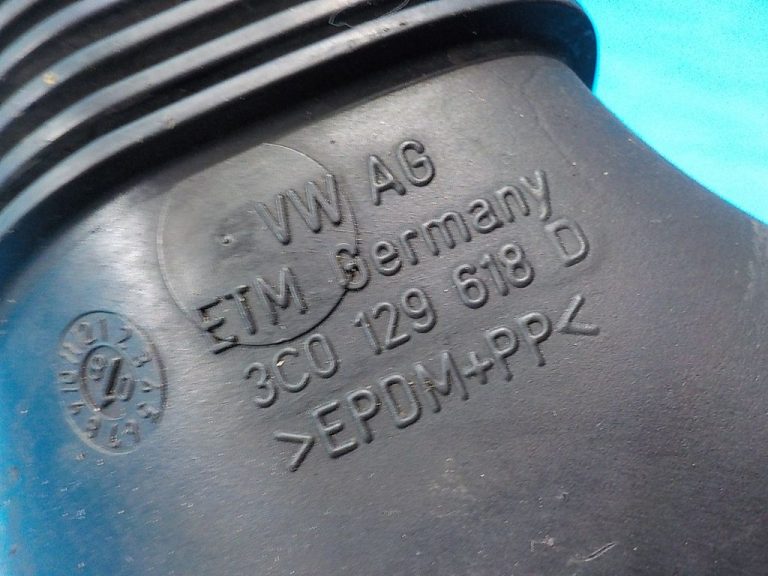 VW AG
ETM Germany
3C0 129 618 D
>EPDM+PP<